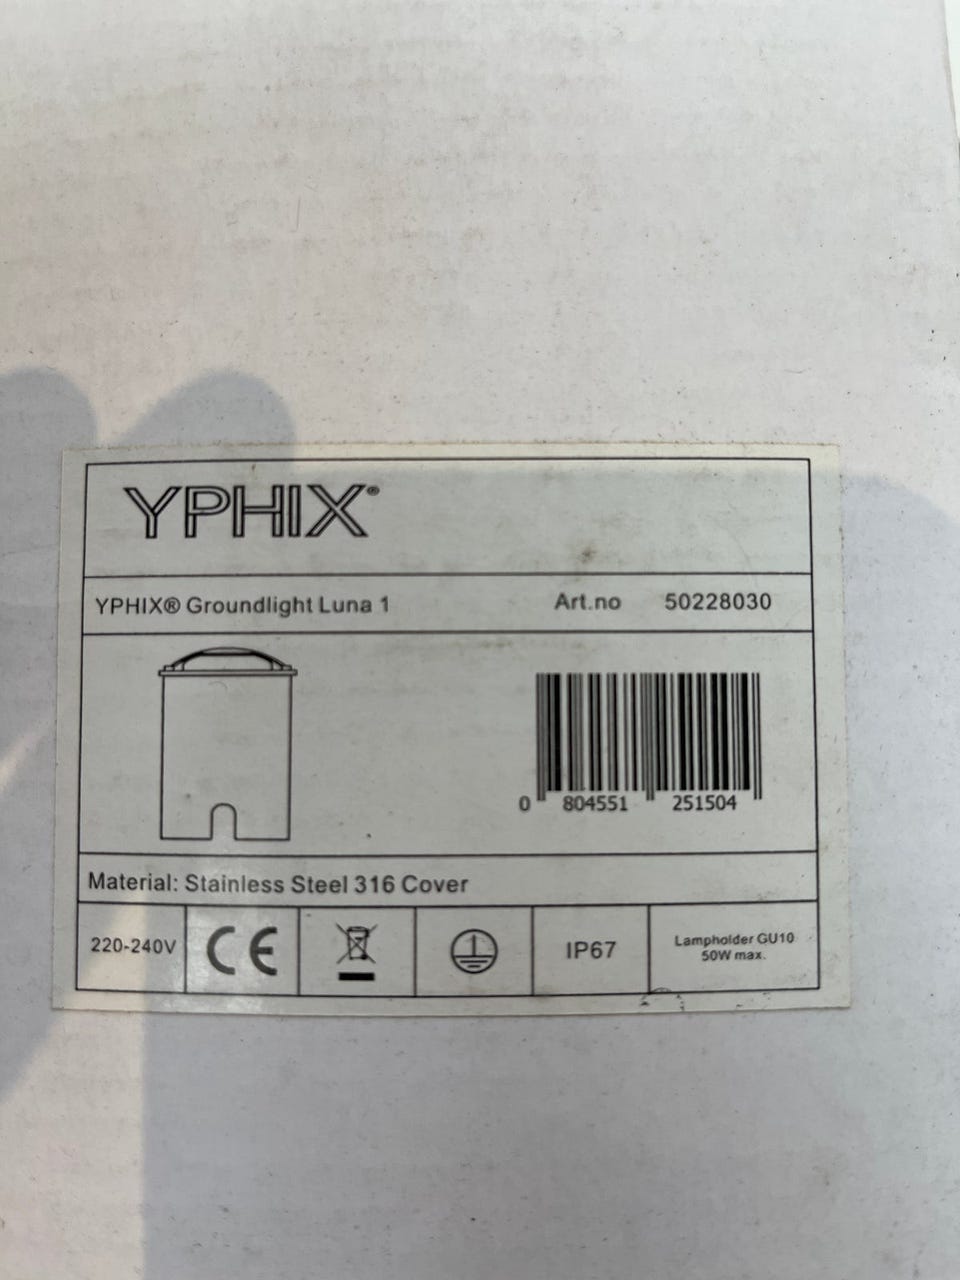 YPHIX®
YPHIX® Groundlight Luna 1 Art.no 50228030
0 804551 251504
Material: Stainless Steel 316 Cover
220-240V CE IP67 Lampholder GU10
50W max.